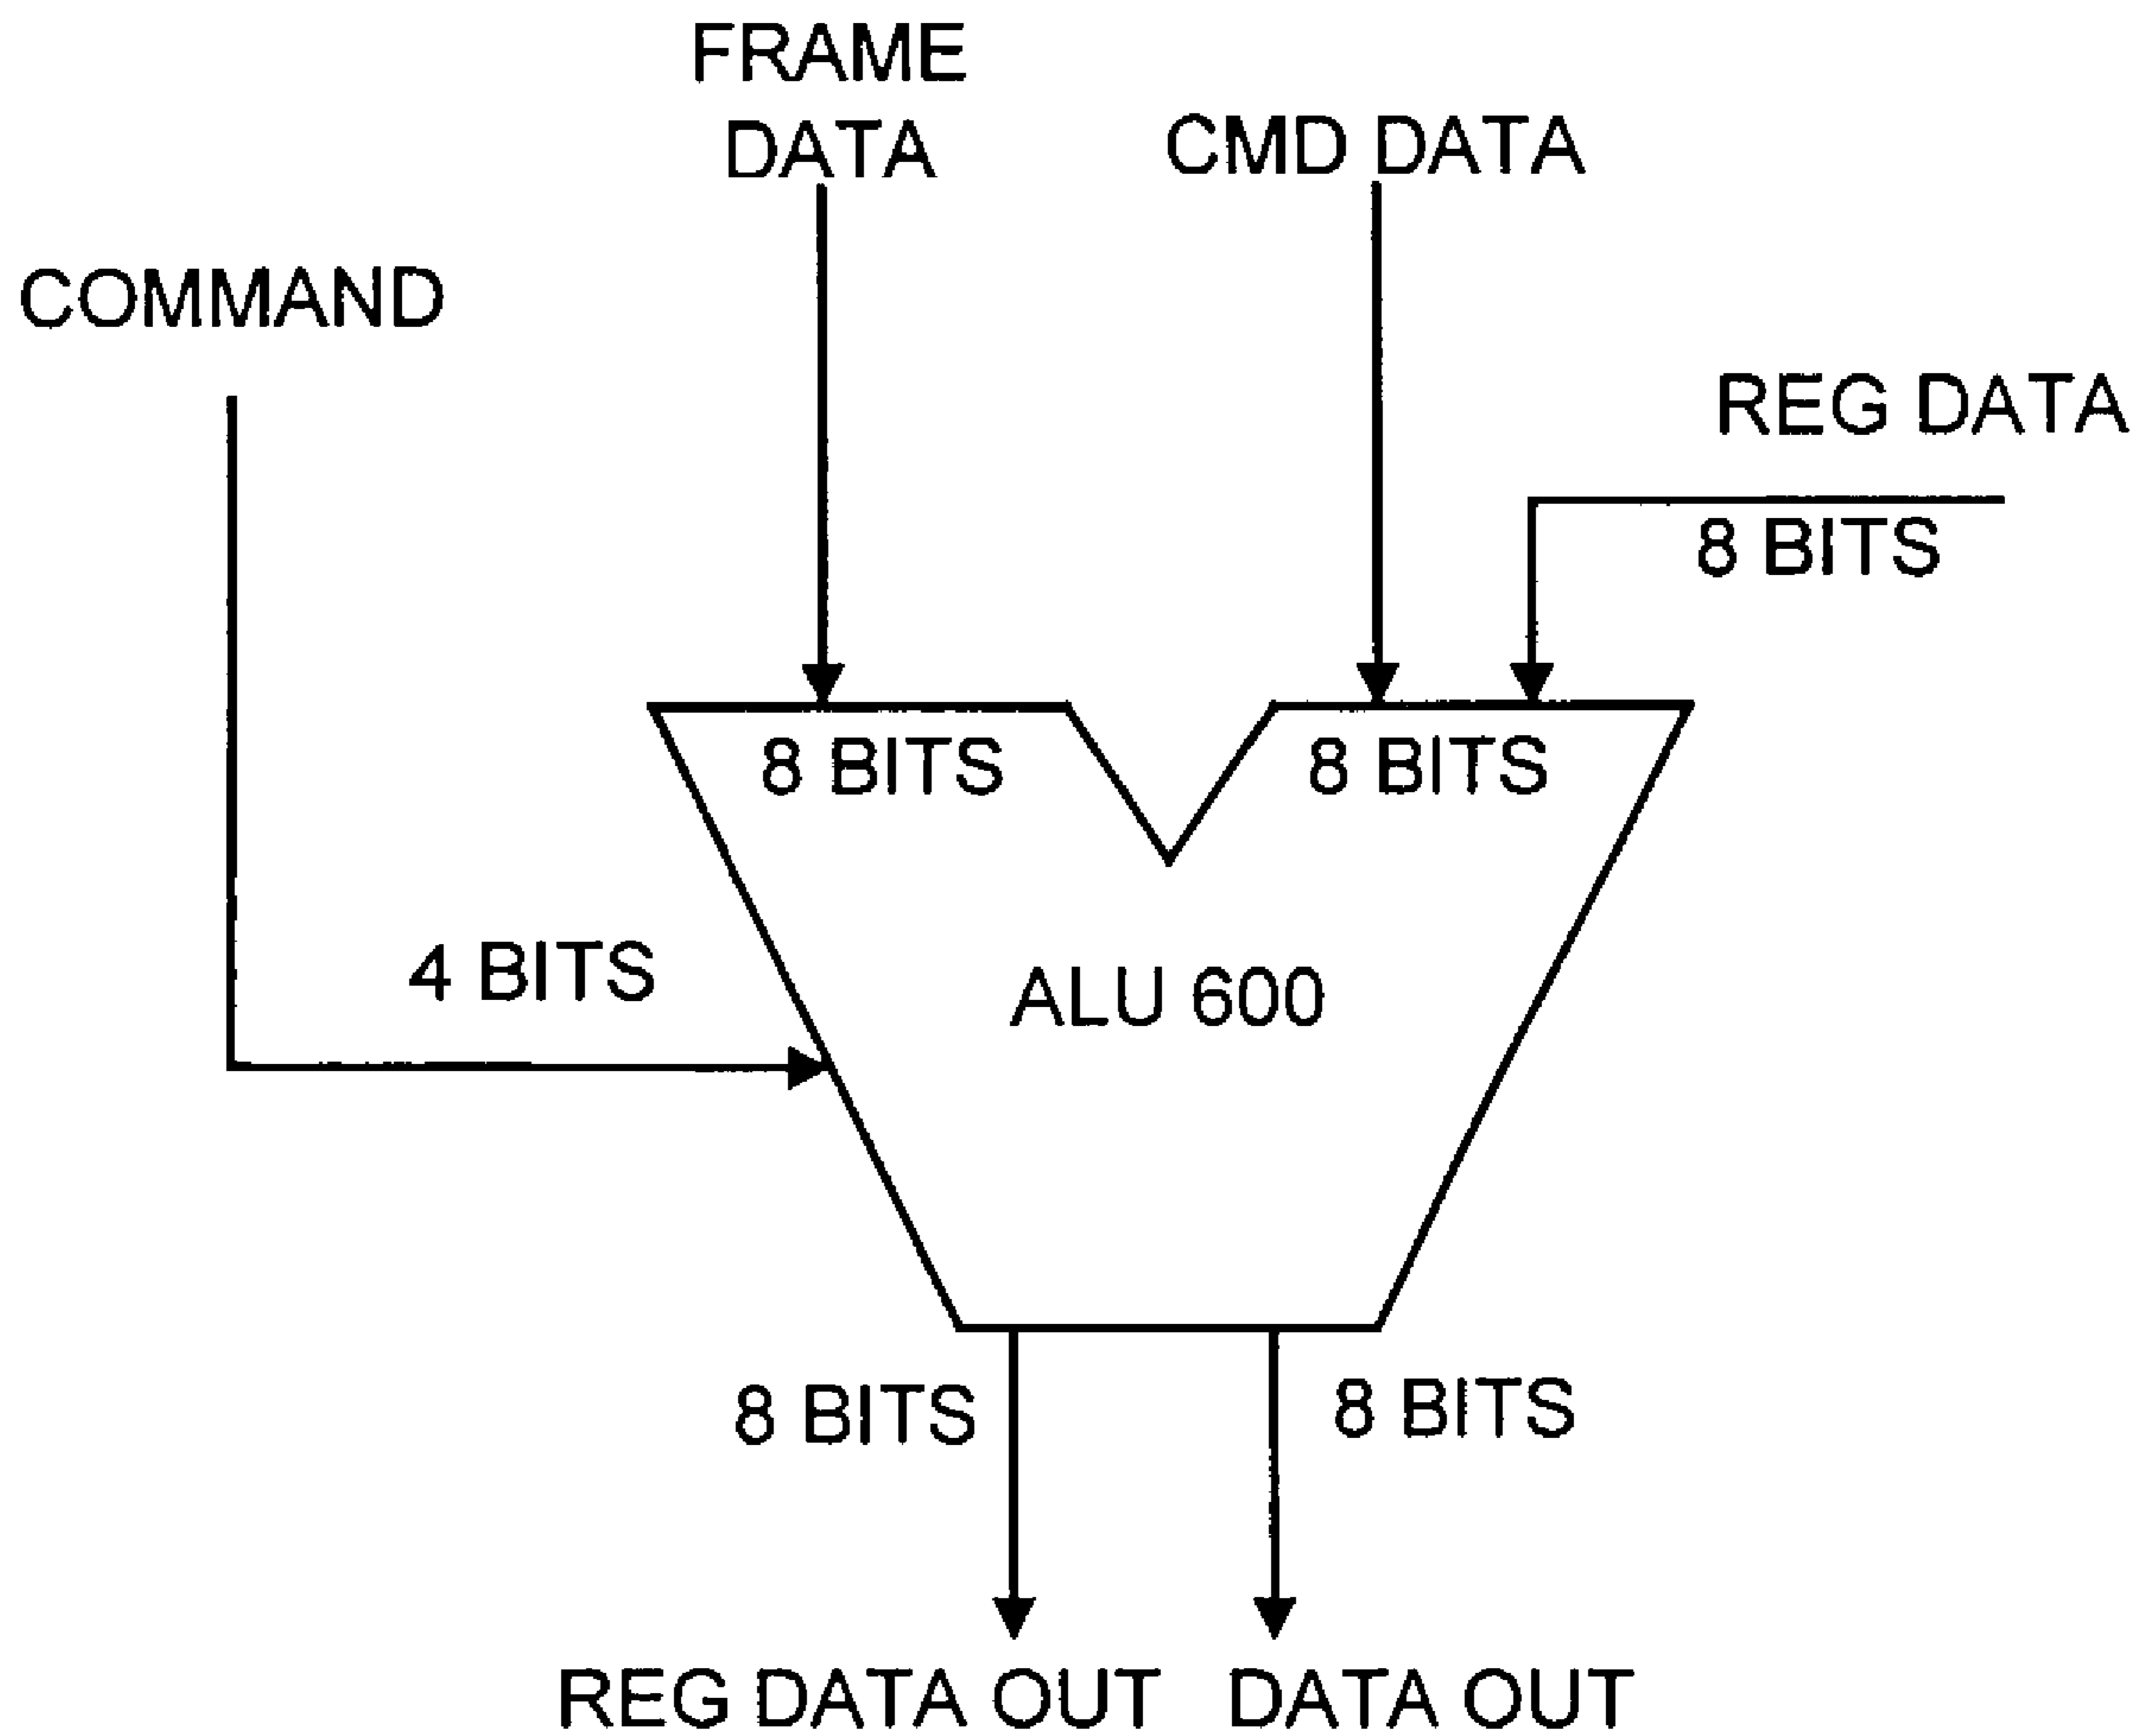 FRAME
DATA
CMD DATA
COMMAND
REG DATA
8 BITS
8 BITS
8 BITS
4 BITS
ALU 600
8 BITS
8 BITS
REG DATA OUT
DATA OUT